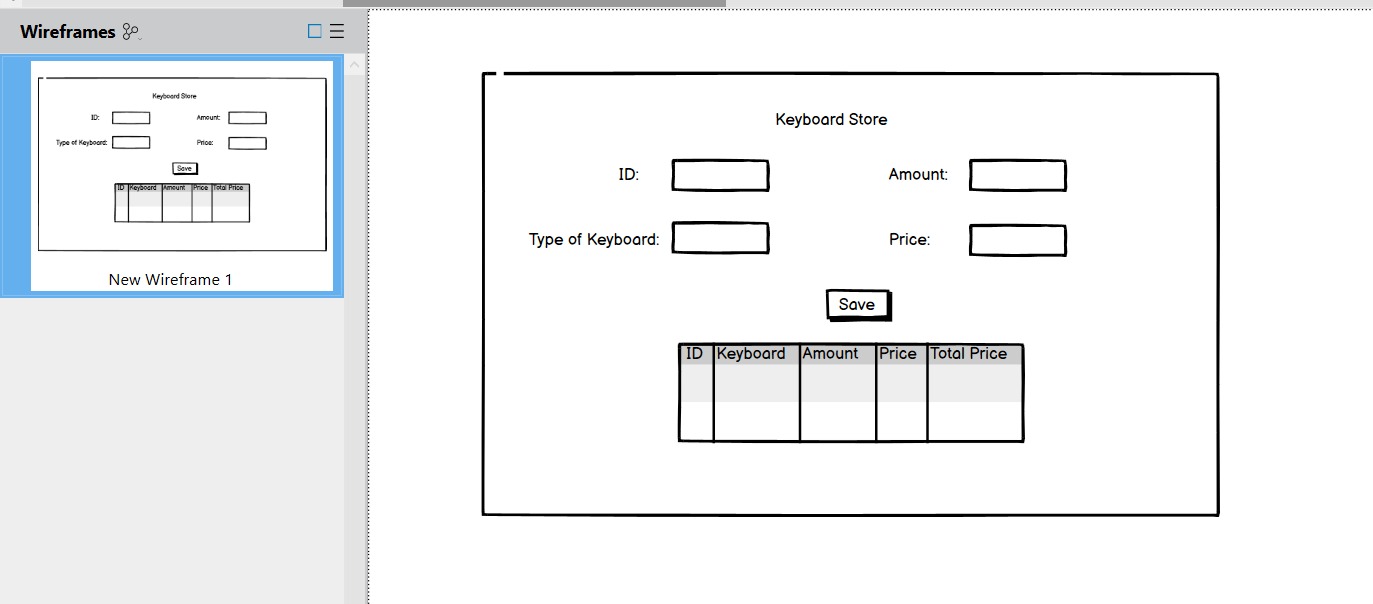 Wireframes
Keyboard Store
ID: Amount:
Type of Keyboard: Price:
Save
ID Keyboard Amount Price Total Price
New Wireframe 1
Keyboard Store
ID: Amount:
Type of Keyboard: Price:
Save
ID Keyboard Amount Price Total Price